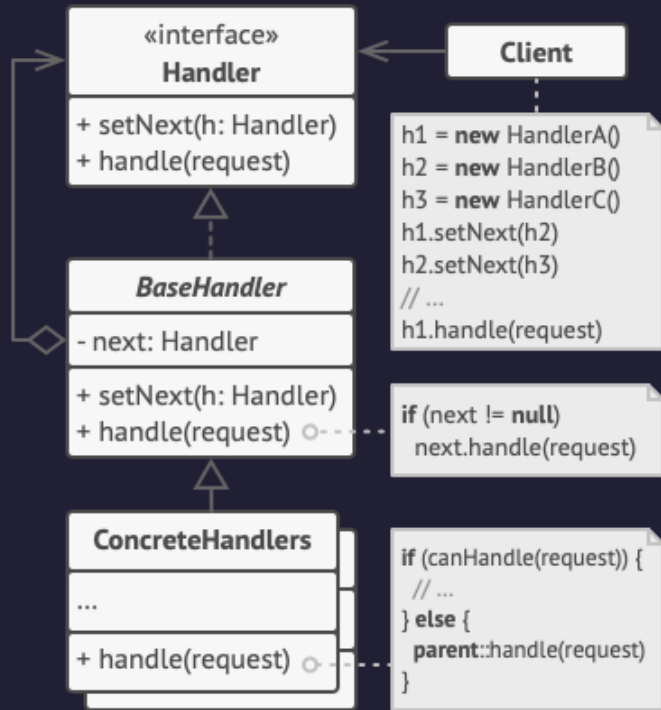 «interface»
Handler
+ setNext(h: Handler)
+ handle(request)
Client
h1 = new HandlerA()
h2 = new HandlerB()
h3 = new HandlerC()
h1.setNext(h2)
h2.setNext(h3)
// ...
h1.handle(request)
BaseHandler
- next: Handler
+ setNext(h: Handler)
+ handle(request)
if (next != null)
next.handle(request)
ConcreteHandlers
...
+ handle(request)
if (canHandle(request)) {
// ...
} else {
parent::handle(request)
}